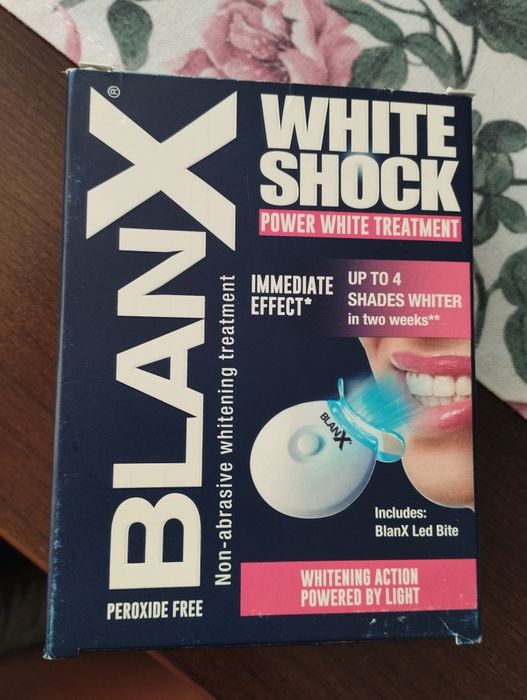 BLANX®
Non-abrasive whitening treatment
PEROXIDE FREE
WHITE
SHOCK
POWER WHITE TREATMENT
IMMEDIATE
EFFECT*
UP TO 4
SHADES WHITER
in two weeks**
BLANX
Includes:
BlanX Led Bite
WHITENING ACTION
POWERED BY LIGHT